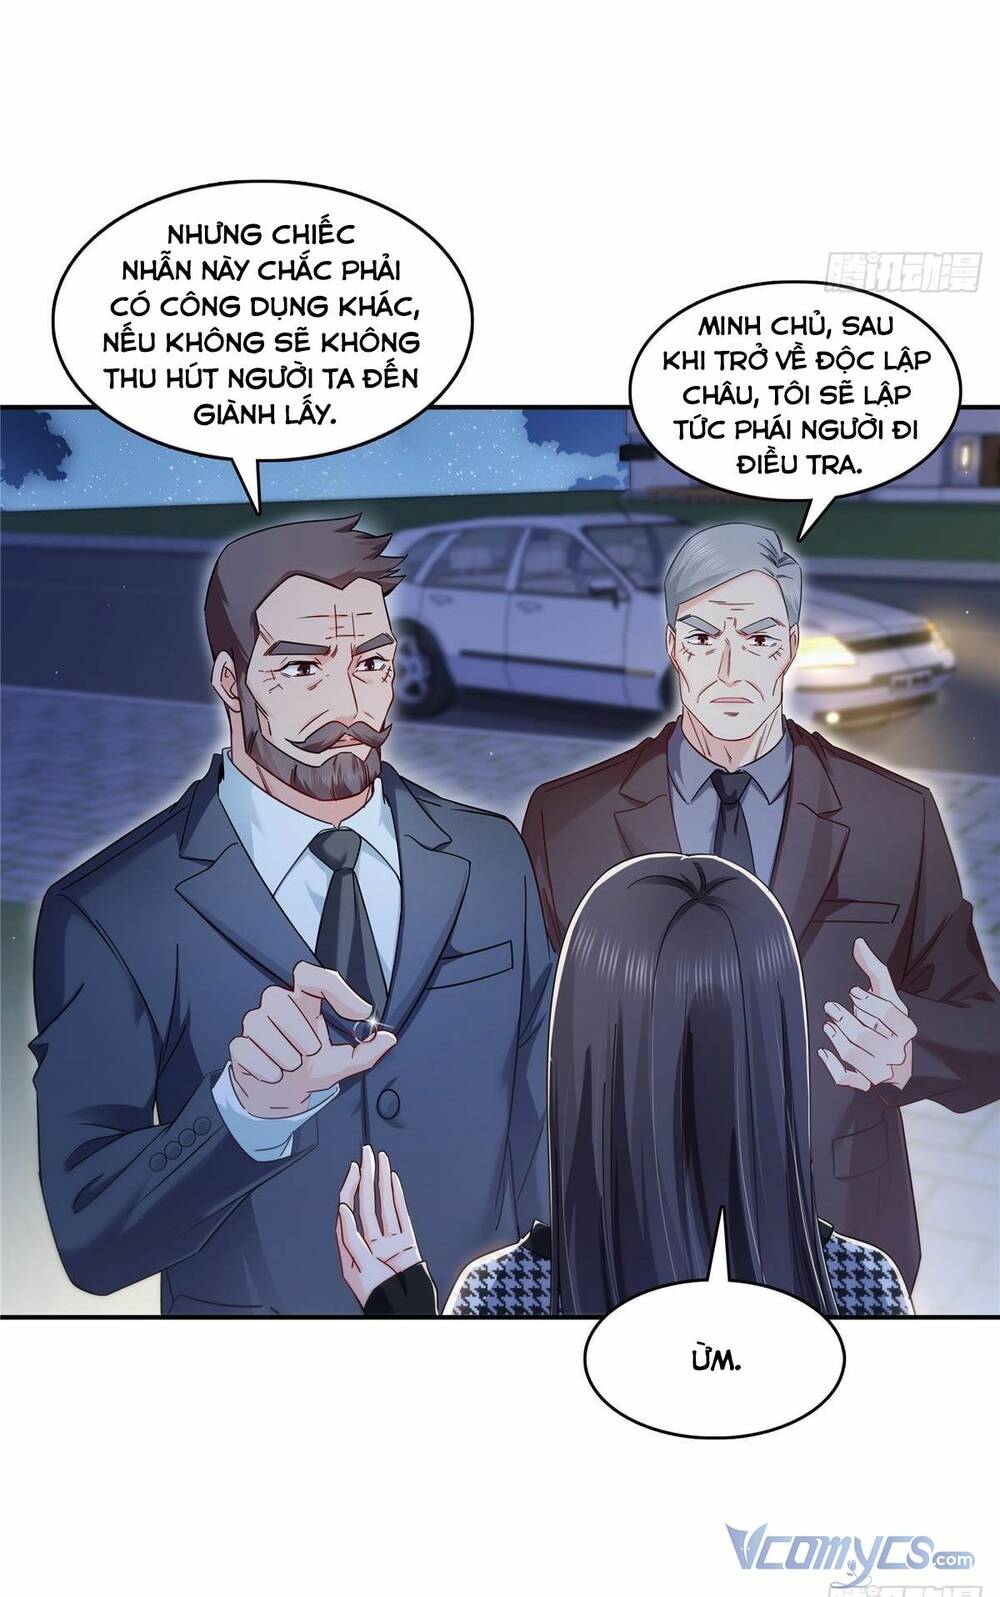 NHƯNG CHIẾC
NHẪN NÀY CHẮC PHẢI
CÓ CÔNG DỤNG KHÁC,
NẾU KHÔNG SẼ KHÔNG
THU HÚT NGƯỜI TA ĐẾN
GIÀNH LẤY.
腾讯动漫
MINH CHỦ, SAU
KHI TRỞ VỀ ĐỘC LẬP
CHÂU, TÔI SẼ LẬP
TỨC PHÁI NGƯỜI ĐI
ĐIỀU TRA.
ỪM.
VCOMYCS.com